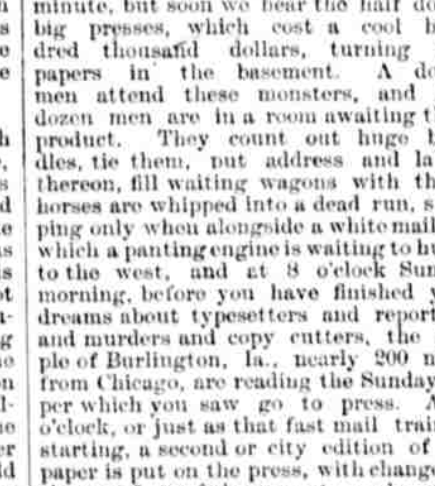 minute, but soon we hear the half do
big presses, which cost a cool h
dred thousand dollars, turning
papers in the basement. A do
men attend these monsters, and
dozen men are in a room awaiting t
product. They count out huge b
dles, tie them, put address and la
thereon, fill waiting wagons with th
horses are whipped into a dead run, s
ping only when alongside a white mail
which a panting engine is waiting to hu
to the west, and at 8 o'clock Sun
morning, before you have finished y
dreams about typesetters and report
and murders and copy cutters, the
ple of Burlington, Ia., nearly 200 m
from Chicago, are reading the Sunday
per which you saw go to press. A
o'clock, or just as that fast mail trai
starting, a second or city edition of
paper is put on the press, with change